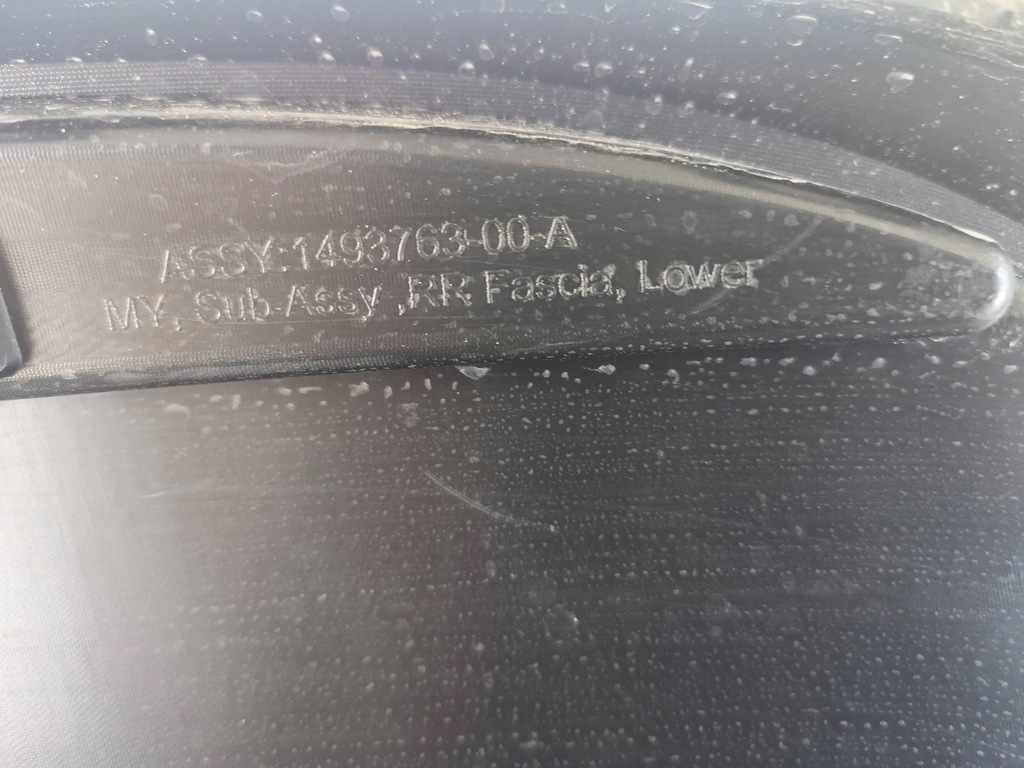 ASSY:1493763-00-A
MY, Sub-Assy ,RR Fascia, Lower